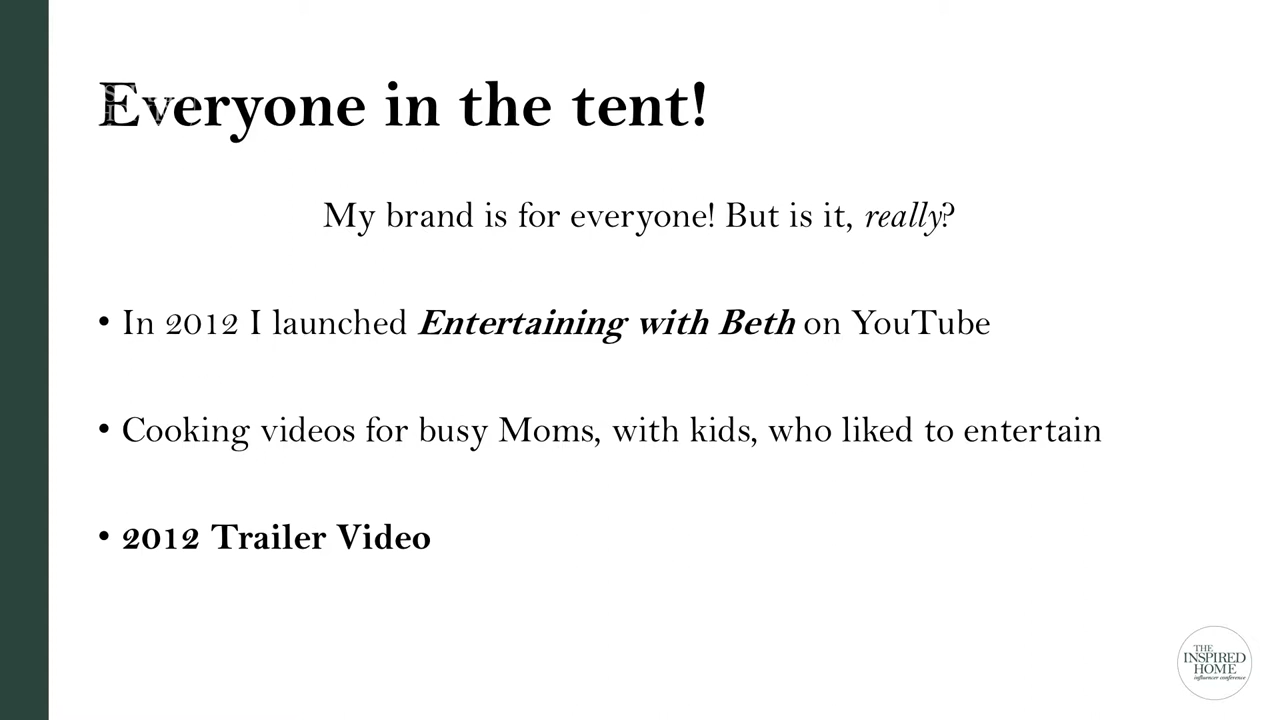 Everyone in the tent!
My brand is for everyone! But is it, really?
• In 2012 I launched Entertaining with Beth on YouTube
• Cooking videos for busy Moms, with kids, who liked to entertain
• 2012 Trailer Video
THE
INSPIRED
HOME
influencer conference